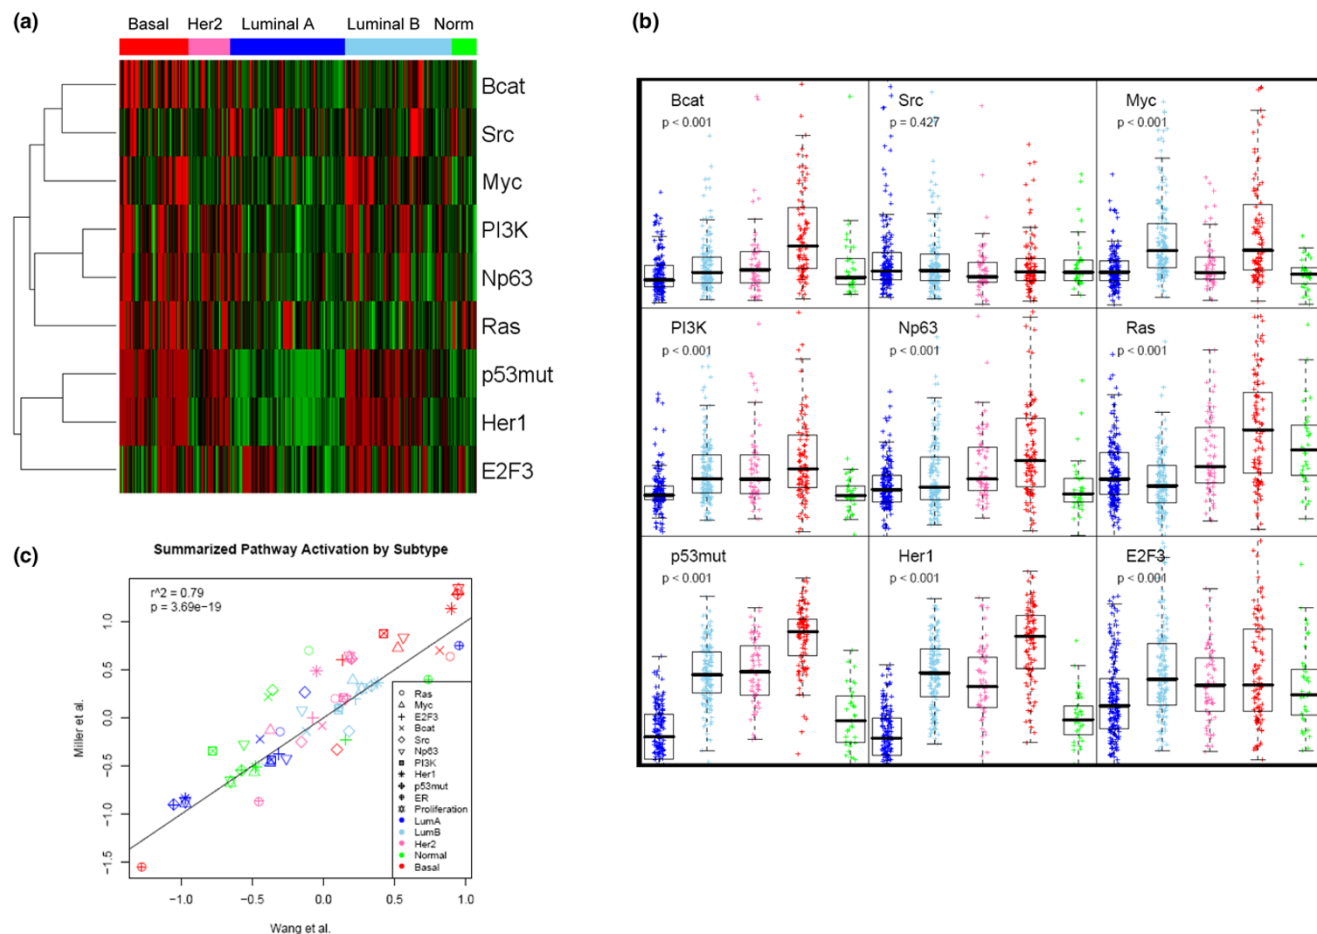 (a)
Basal Her2 Luminal A Luminal B Norm
Bcat
Src
Myc
PI3K
Np63
Ras
p53mut
Her1
E2F3
(b)
Bcat
p < 0.001
Src
p = 0.427
Myc
p < 0.001
PI3K
p < 0.001
Np63
p < 0.001
Ras
p < 0.001
p53mut
p < 0.001
Her1
p < 0.001
E2F3
p < 0.001
(c)
Summarized Pathway Activation by Subtype
r^2 = 0.79
p = 3.69e−19
Miller et al.
1.0
0.5
0.0
−0.5
−1.0
−1.5
Ras
Myc
E2F3
Bcat
Src
Np63
PI3K
Her1
p53mut
ER
Proliferation
LumA
LumB
Her2
Normal
Basal
−1.0 −0.5 0.0 0.5 1.0
Wang et al.